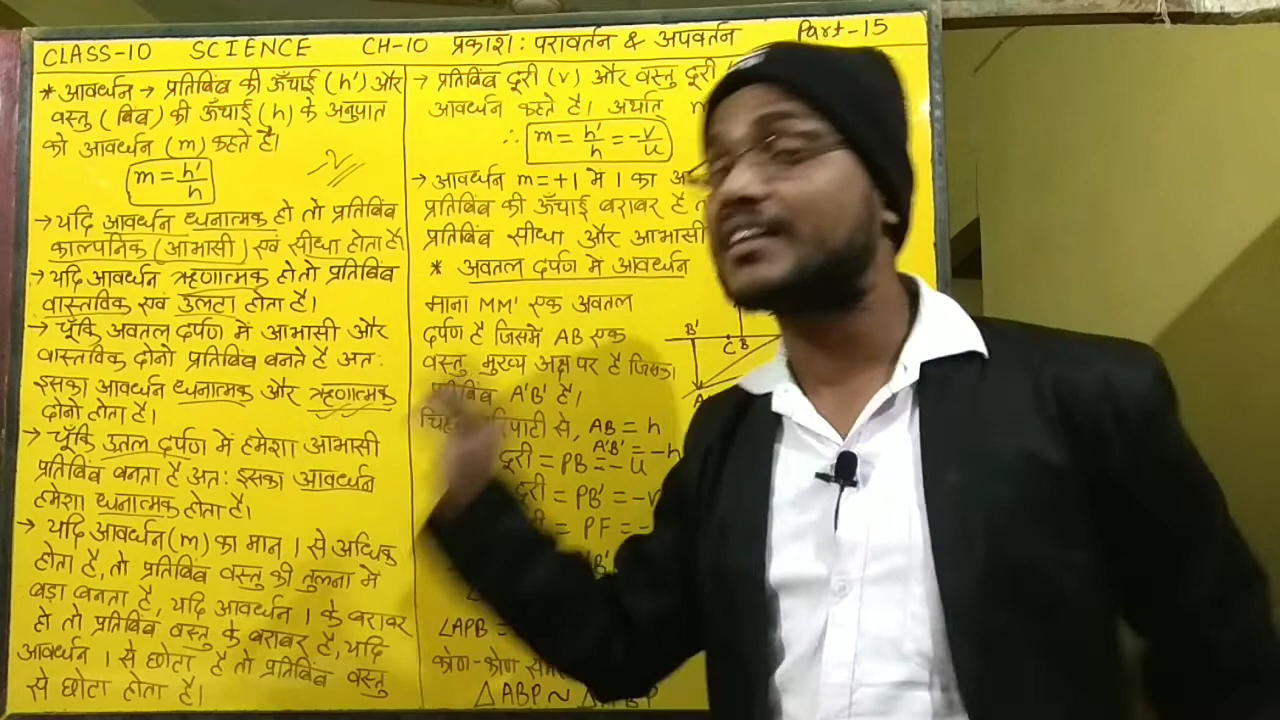 CLASS-10 SCIENCE CH-10 प्रकाश: परावर्तन & अपवर्तन Part-15
* आवर्धन → प्रतिबिंब की ऊँचाई (h') और
वस्तु (बिंब) की ऊँचाई (h) के अनुपात
को आवर्धन (m) कहते है।
m = h'/h
→ यदि आवर्धन धनात्मक हो तो प्रतिबिंब
काल्पनिक (आभासी) एवं सीधा होता है।
→ यदि आवर्धन ऋणात्मक हो तो प्रतिबिंब
वास्तविक एवं उलटा होता है।
→ चूँकि अवतल दर्पण में आभासी और
वास्तविक दोनो प्रतिबिंब बनते है अत:
इसका आवर्धन धनात्मक और ऋणात्मक
दोनो होता है।
→ चूँकि उतल दर्पण में हमेशा आभासी
प्रतिबिंब बनता है अत: इसका आवर्धन
हमेशा धनात्मक होता है।
→ यदि आवर्धन (m) का मान 1 से अधिक
होता है, तो प्रतिबिंब वस्तु की तुलना में
बड़ा बनता है, यदि आवर्धन 1 के बराबर
हो तो प्रतिबिंब वस्तु के बराबर है, यदि
आवर्धन 1 से छोटा है तो प्रतिबिंब वस्तु
से छोटा होता है।
→ प्रतिबिंब दूरी (v) और वस्तु दूरी
आवर्धन कहते है। अर्थात्
∴ m = h'/h = -v/u
→ आवर्धन m = +1 में 1 का
प्रतिबिंब की ऊँचाई बराबर है
प्रतिबिंब सीधा और आभासी
* अवतल दर्पण में आवर्धन
माना MM' एक अवतल
दर्पण है जिसमें AB एक
वस्तु मुख्य अक्ष पर है जिसका
A'B' है।
B' C B
से, AB = h
A'B' = -h
दूरी = PB = -u
दूरी = PB' = -v
= PF = -
∠APB =
कोण-कोण
△ABP ~